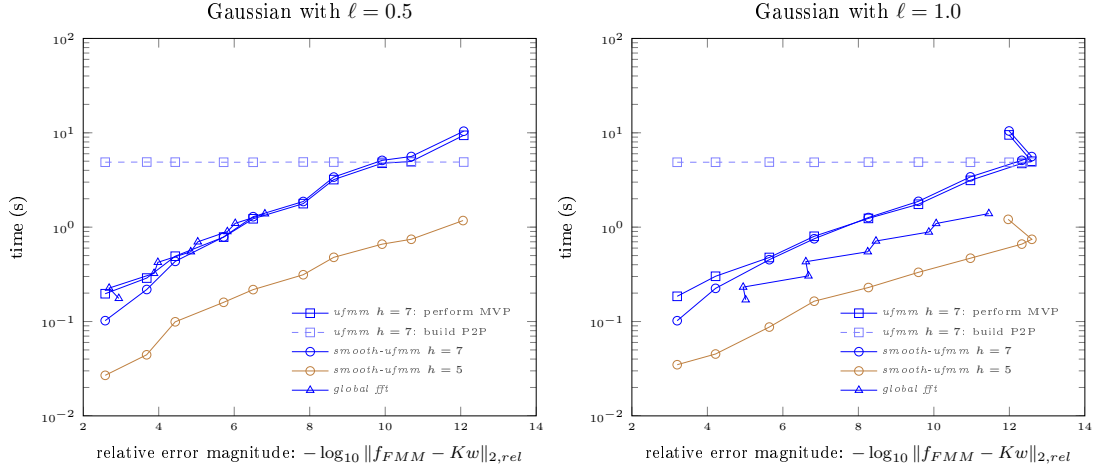 Gaussian with ℓ = 0.5
10²
10¹
10⁰
10⁻¹
10⁻²
time (s)
2 4 6 8 10 12 14
relative error magnitude: − log₁₀ ‖f_FMM − Kw‖₂,rel
ufmm h = 7: perform MVP
ufmm h = 7: build P2P
smooth-ufmm h = 7
smooth-ufmm h = 5
global fft
Gaussian with ℓ = 1.0
10²
10¹
10⁰
10⁻¹
10⁻²
time (s)
2 4 6 8 10 12 14
relative error magnitude: − log₁₀ ‖f_FMM − Kw‖₂,rel
ufmm h = 7: perform MVP
ufmm h = 7: build P2P
smooth-ufmm h = 7
smooth-ufmm h = 5
global fft